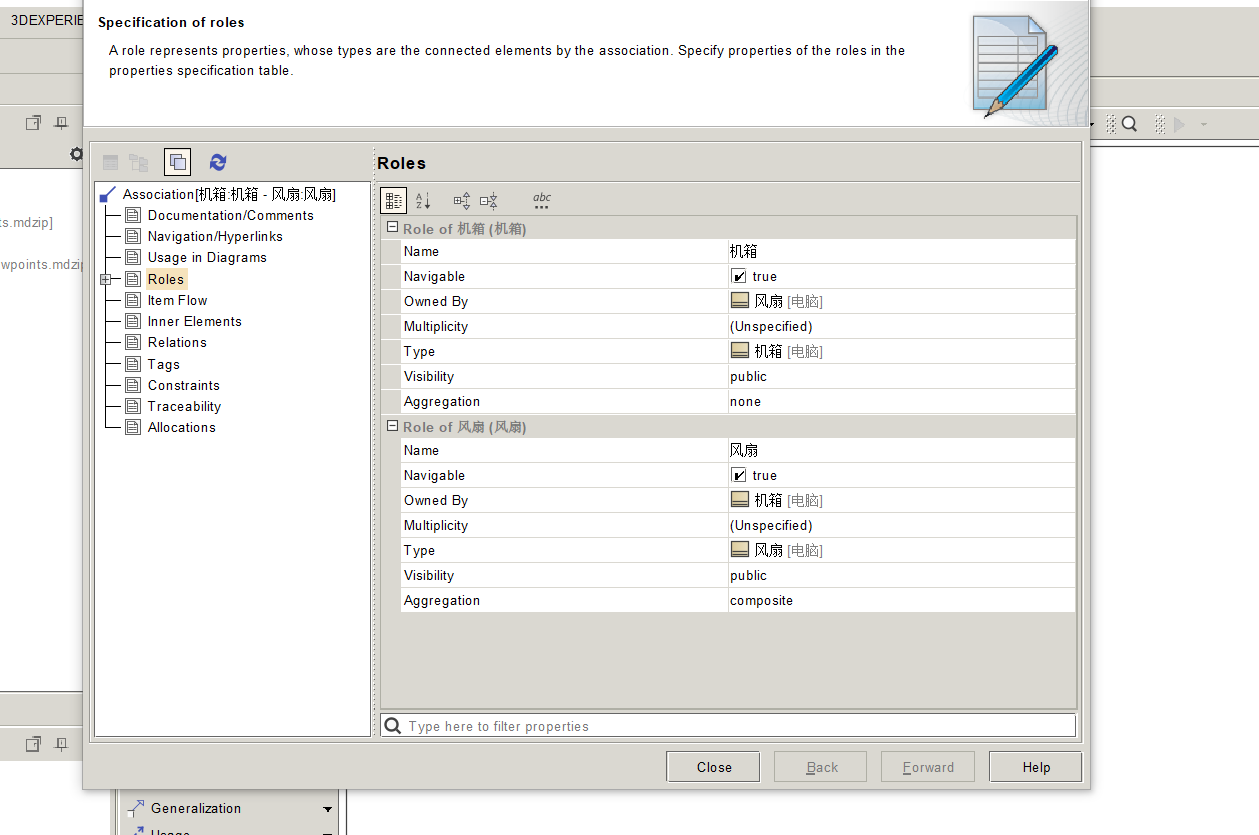 3DEXPERIE
Specification of roles
A role represents properties, whose types are the connected elements by the association. Specify properties of the roles in the
properties specification table.
ts.mdzip]
wpoints.mdzip
Association[机箱:机箱 - 风扇:风扇]
Documentation/Comments
Navigation/Hyperlinks
Usage in Diagrams
Roles
Item Flow
Inner Elements
Relations
Tags
Constraints
Traceability
Allocations
Roles
A
Z
abc
Role of 机箱 (机箱)
Name 机箱
Navigable true
Owned By 风扇 [电脑]
Multiplicity (Unspecified)
Type 机箱 [电脑]
Visibility public
Aggregation none
Role of 风扇 (风扇)
Name 风扇
Navigable true
Owned By 机箱 [电脑]
Multiplicity (Unspecified)
Type 风扇 [电脑]
Visibility public
Aggregation composite
Type here to filter properties
Close Back Forward Help
Generalization
Usage